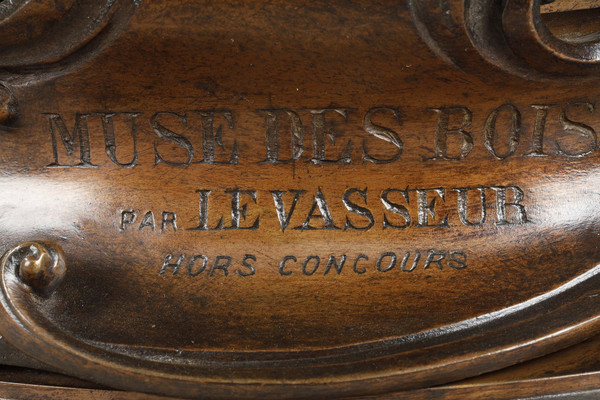 MUSE DES BOIS
PAR LEVASSEUR
HORS CONCOURS